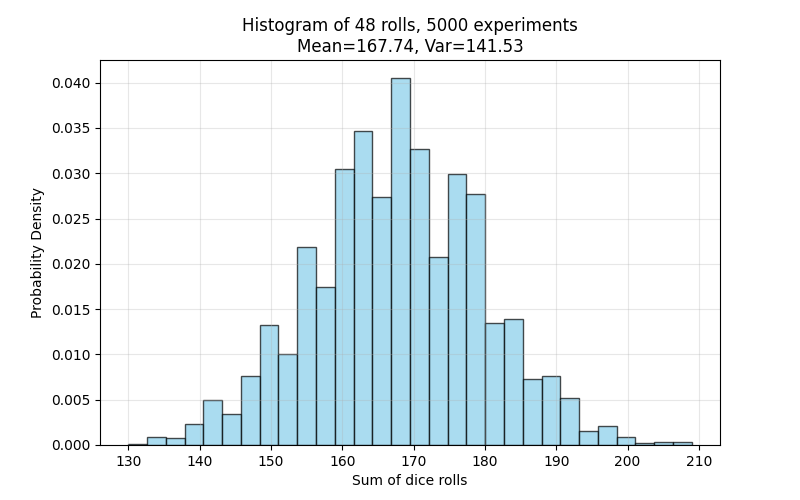 Histogram of 48 rolls, 5000 experiments
Mean=167.74, Var=141.53
Probability Density
0.040
0.035
0.030
0.025
0.020
0.015
0.010
0.005
0.000
130 140 150 160 170 180 190 200 210
Sum of dice rolls